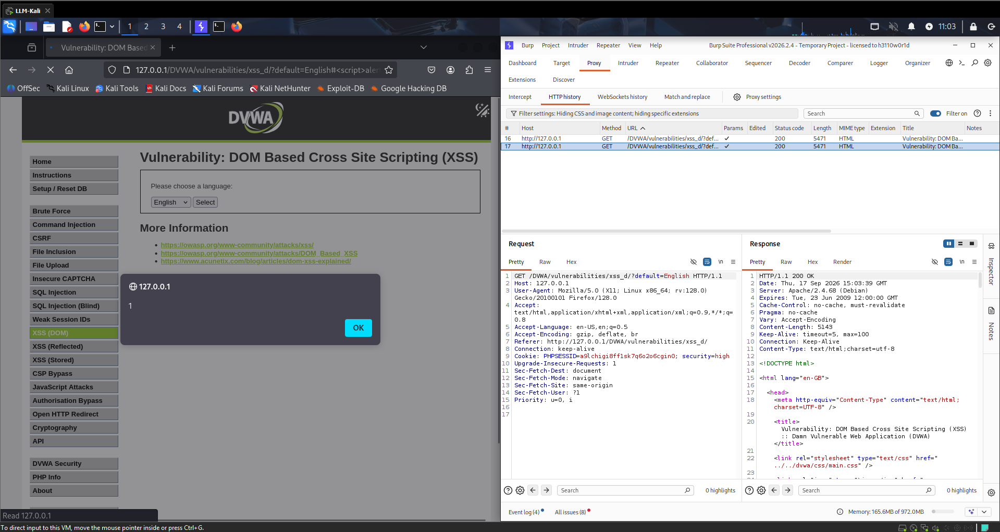 LLM-Kali
1 2 3 4
11:03
Vulnerability: DOM Based
127.0.0.1/DVWA/vulnerabilities/xss_d/?default=English#<script>aler
OffSec Kali Linux Kali Tools Kali Docs Kali Forums Kali NetHunter Exploit-DB Google Hacking DB
DVWA
Home
Instructions
Setup / Reset DB
Brute Force
Command Injection
CSRF
File Inclusion
File Upload
Insecure CAPTCHA
SQL Injection
SQL Injection (Blind)
Weak Session IDs
XSS (DOM)
XSS (Reflected)
XSS (Stored)
CSP Bypass
JavaScript Attacks
Authorisation Bypass
Open HTTP Redirect
Cryptography
API
DVWA Security
PHP Info
About
Vulnerability: DOM Based Cross Site Scripting (XSS)
Please choose a language:
English Select
More Information
https://owasp.org/www-community/attacks/xss/
https://owasp.org/www-community/attacks/DOM_Based_XSS
https://www.acunetix.com/blog/articles/dom-xss-explained/
127.0.0.1
1
OK
Read 127.0.0.1
Burp Project Intruder Repeater View Help Burp Suite Professional v2026.2.4 - Temporary Project - licensed to h3110w0r1d
Dashboard Target Proxy Intruder Repeater Collaborator Sequencer Decoder Comparer Logger Organizer
Extensions Discover
Intercept HTTP history WebSockets history Match and replace Proxy settings
Filter settings: Hiding CSS and image content; hiding specific extensions Search Filter on
# Host Method URL Params Edited Status code Length MIME type Extension Title Notes
16 http://127.0.0.1 GET /DVWA/vulnerabilities/xss_d/?def... ✓ 200 5471 HTML Vulnerability: DOM Ba...
17 http://127.0.0.1 GET /DVWA/vulnerabilities/xss_d/?def... ✓ 200 5471 HTML Vulnerability: DOM Ba...
Request
Pretty Raw Hex \n
1 GET /DVWA/vulnerabilities/xss_d/?default=English HTTP/1.1
2 Host: 127.0.0.1
3 User-Agent: Mozilla/5.0 (X11; Linux x86_64; rv:128.0)
Gecko/20100101 Firefox/128.0
4 Accept:
text/html,application/xhtml+xml,application/xml;q=0.9,*/*;q=
0.8
5 Accept-Language: en-US,en;q=0.5
6 Accept-Encoding: gzip, deflate, br
7 Referer: http://127.0.0.1/DVWA/vulnerabilities/xss_d/
8 Connection: keep-alive
9 Cookie: PHPSESSID=a9lchigi8ff1sk7q6o2o6cgin0; security=high
10 Upgrade-Insecure-Requests: 1
11 Sec-Fetch-Dest: document
12 Sec-Fetch-Mode: navigate
13 Sec-Fetch-Site: same-origin
14 Sec-Fetch-User: ?1
15 Priority: u=0, i
16
17
Search 0 highlights
Response
Pretty Raw Hex Render \n
1 HTTP/1.1 200 OK
2 Date: Thu, 17 Sep 2026 15:03:39 GMT
3 Server: Apache/2.4.68 (Debian)
4 Expires: Tue, 23 Jun 2009 12:00:00 GMT
5 Cache-Control: no-cache, must-revalidate
6 Pragma: no-cache
7 Vary: Accept-Encoding
8 Content-Length: 5143
9 Keep-Alive: timeout=5, max=100
10 Connection: Keep-Alive
11 Content-Type: text/html;charset=utf-8
12
13 <!DOCTYPE html>
14
15 <html lang="en-GB">
16
17 <head>
18 <meta http-equiv="Content-Type" content="text/html;
charset=UTF-8" />
19
20 <title>
Vulnerability: DOM Based Cross Site Scripting (XSS)
:: Damn Vulnerable Web Application (DVWA)
</title>
21
22 <link rel="stylesheet" type="text/css" href="
../../dvwa/css/main.css" />
23
Search 0 highlights
Inspector
Notes
Event log (4) All issues (8) Memory: 165.6MB of 972.0MB
To direct input to this VM, move the mouse pointer inside or press Ctrl+G.